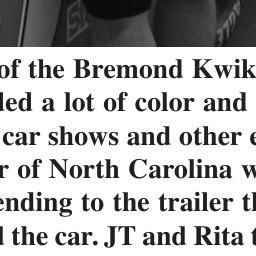 of the Bremond Kwik
ded a lot of color and
car shows and other e
r of North Carolina w
ending to the trailer th
d the car. JT and Rita t